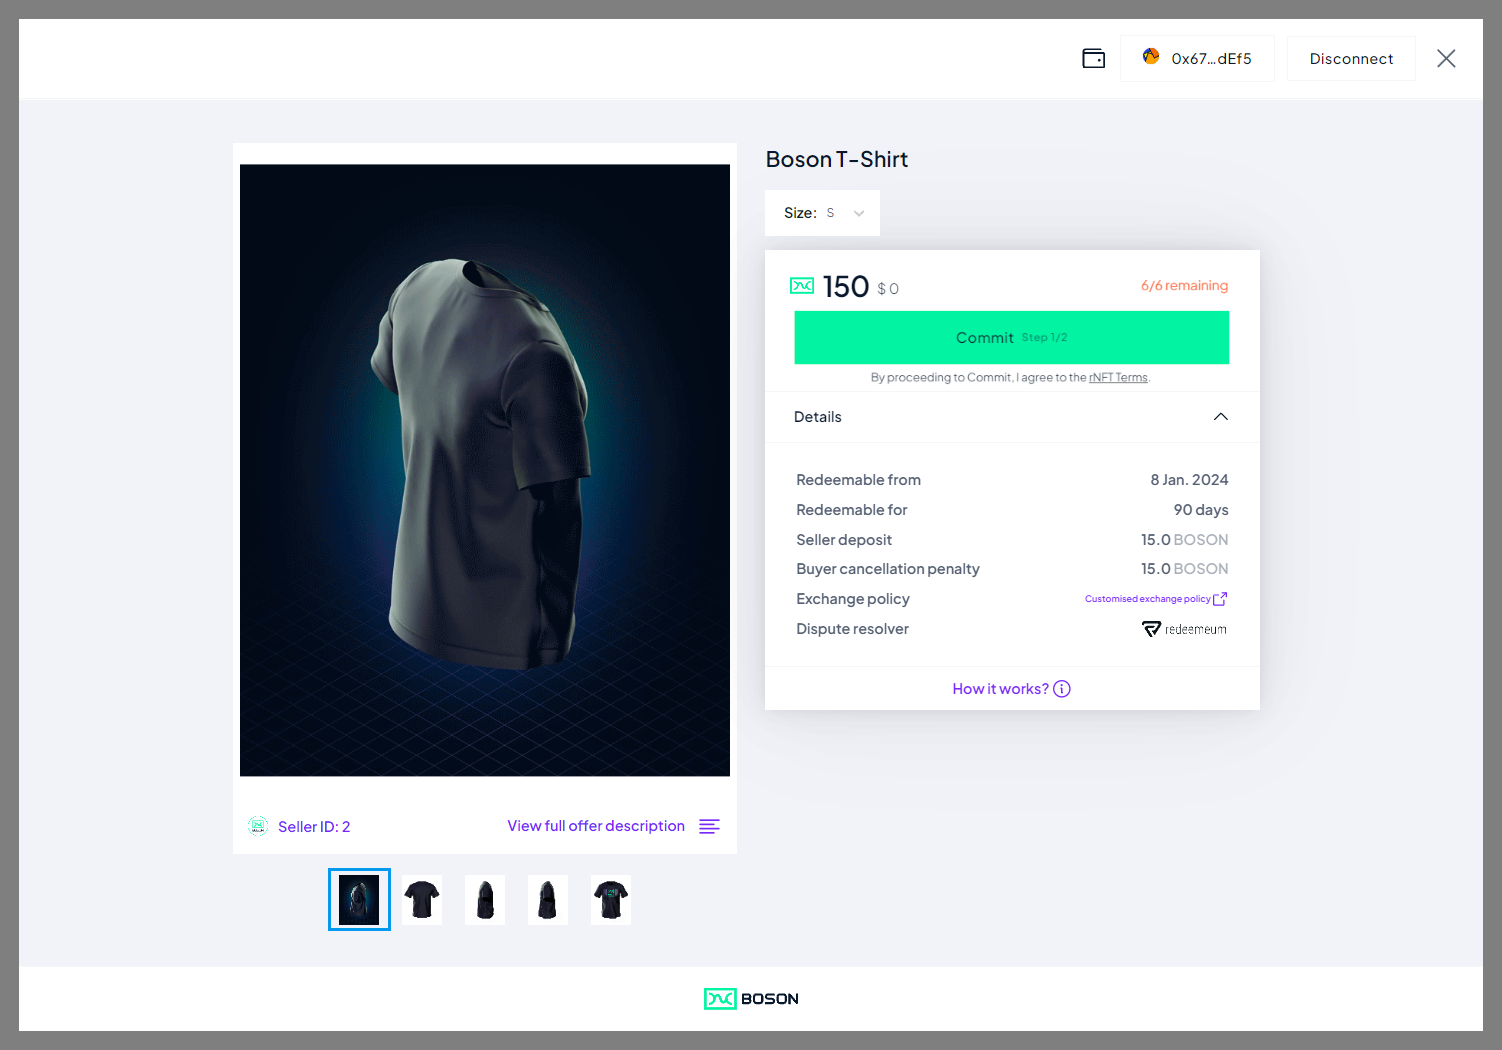 0x67...dEf5
Disconnect
Boson T-Shirt
Size: S
150 $ 0
6/6 remaining
Commit Step 1/2
By proceeding to Commit, I agree to the rNFT Terms.
Details
Redeemable from 8 Jan. 2024
Redeemable for 90 days
Seller deposit 15.0 BOSON
Buyer cancellation penalty 15.0 BOSON
Exchange policy Customised exchange policy
Dispute resolver redeemeum
How it works?
Seller ID: 2
View full offer description
BOSON